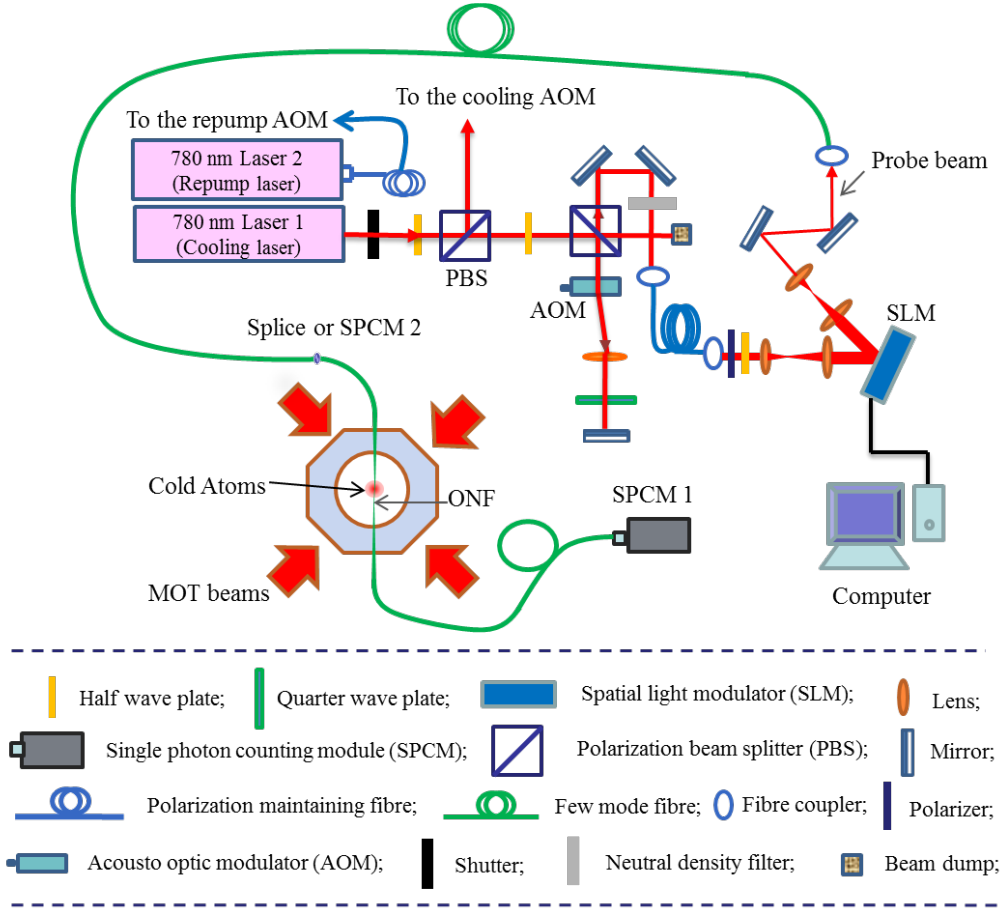 To the cooling AOM
To the repump AOM
780 nm Laser 2
(Repump laser)
Probe beam
780 nm Laser 1
(Cooling laser)
PBS
AOM
SLM
Splice or SPCM 2
Cold Atoms
ONF
SPCM 1
MOT beams
Computer
Half wave plate;
Quarter wave plate;
Spatial light modulator (SLM);
Lens;
Single photon counting module (SPCM);
Polarization beam splitter (PBS);
Mirror;
Polarization maintaining fibre;
Few mode fibre;
Fibre coupler;
Polarizer;
Acousto optic modulator (AOM);
Shutter;
Neutral density filter;
Beam dump;